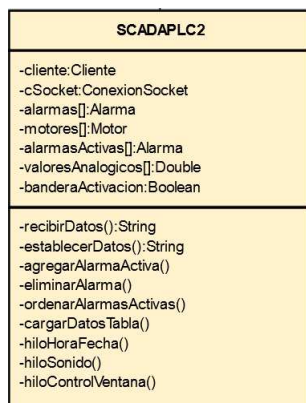 SCADAPLC2
-cliente:Cliente
-cSocket:ConexionSocket
-alarmas[]:Alarma
-motores[]:Motor
-alarmasActivas[]:Alarma
-valoresAnalogicos[]:Double
-banderaActivacion:Boolean
-recibirDatos():String
-establecerDatos():String
-agregarAlarmaActiva()
-eliminarAlarma()
-ordenarAlarmasActivas()
-cargarDatosTabla()
-hiloHoraFecha()
-hiloSonido()
-hiloControlVentana()